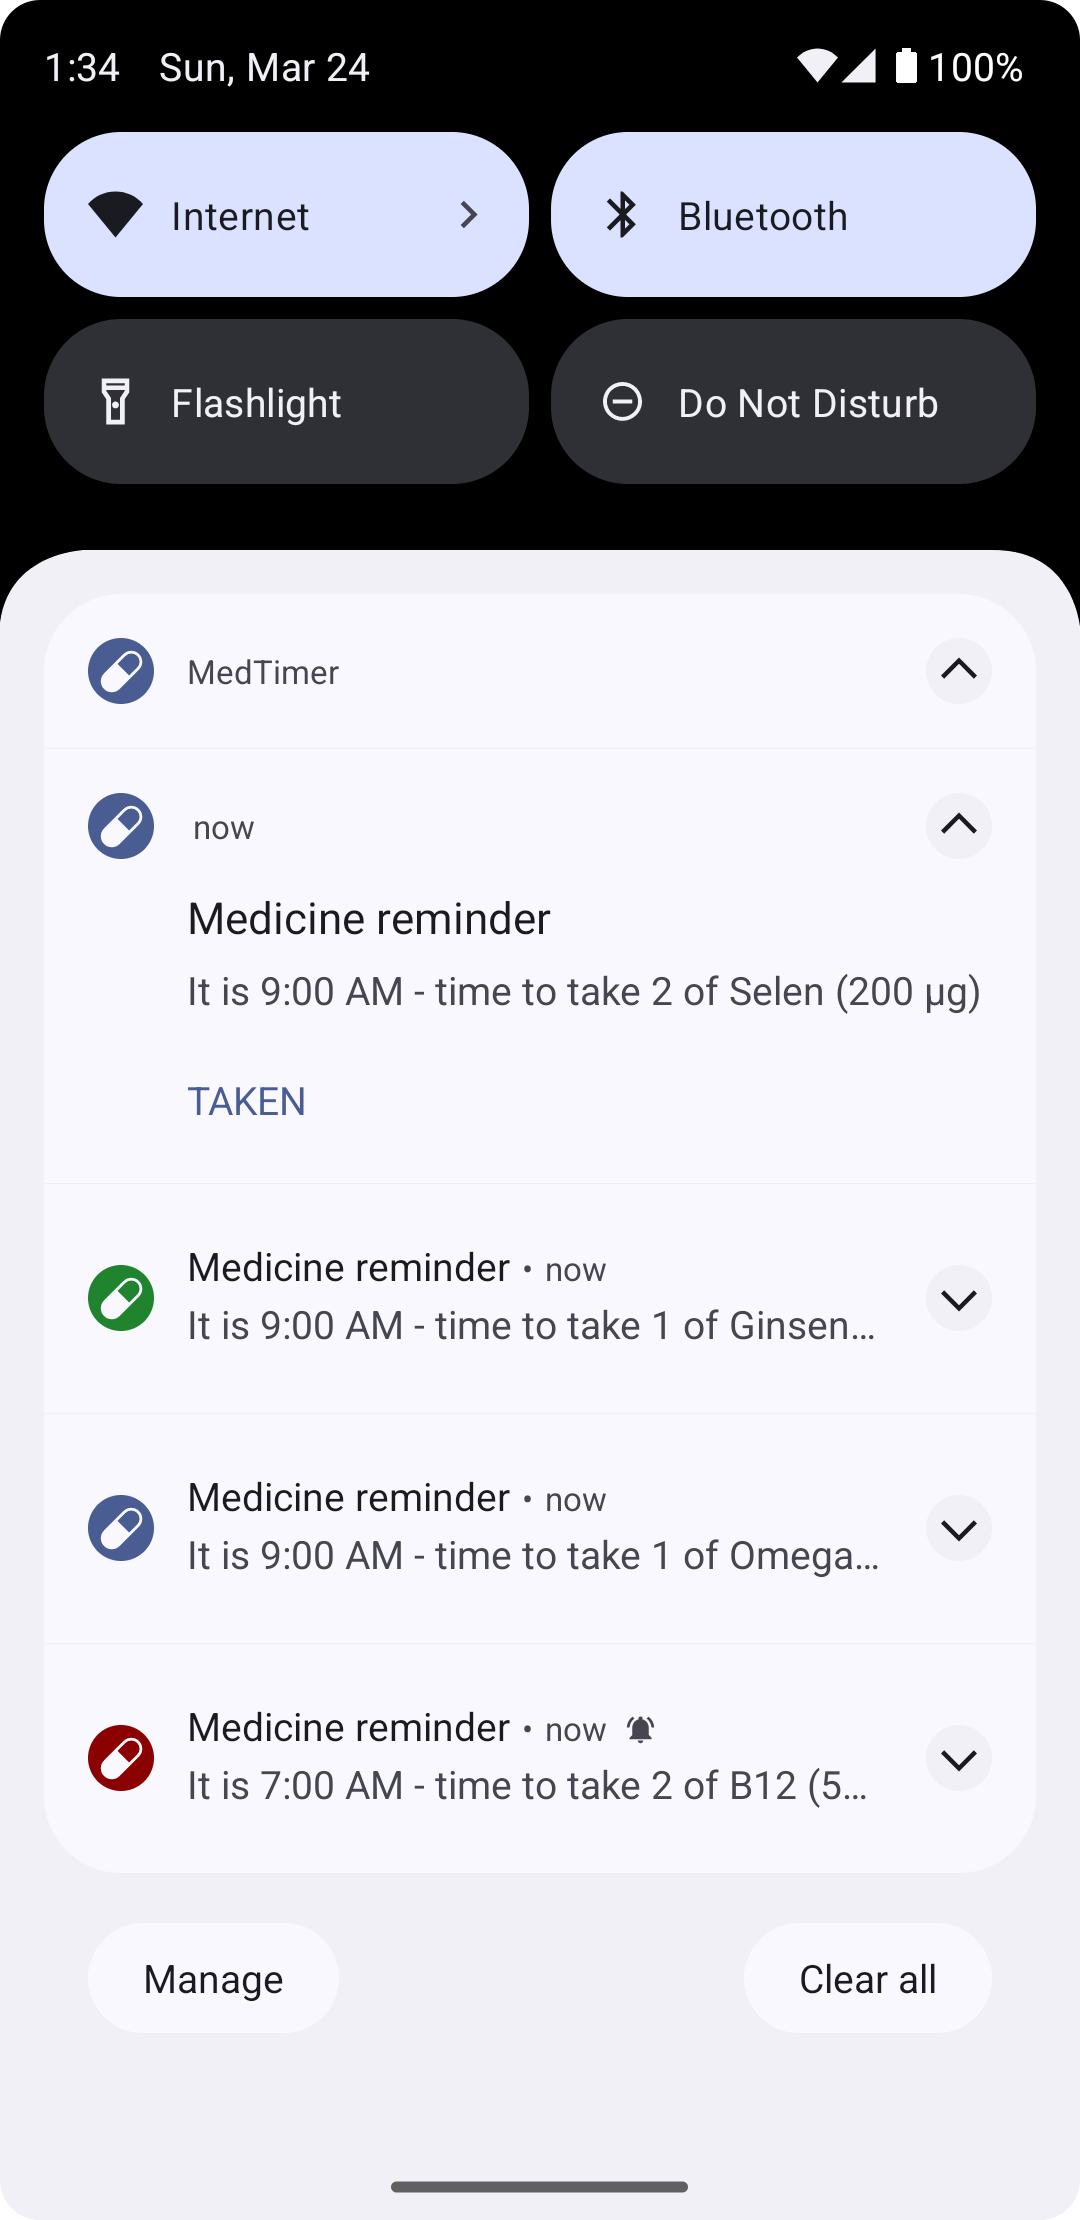 1:34 Sun, Mar 24 100%
Internet
Bluetooth
Flashlight
Do Not Disturb
MedTimer
now
Medicine reminder
It is 9:00 AM - time to take 2 of Selen (200 µg)
TAKEN
Medicine reminder • now
It is 9:00 AM - time to take 1 of Ginsen…
Medicine reminder • now
It is 9:00 AM - time to take 1 of Omega…
Medicine reminder • now
It is 7:00 AM - time to take 2 of B12 (5…
Manage
Clear all